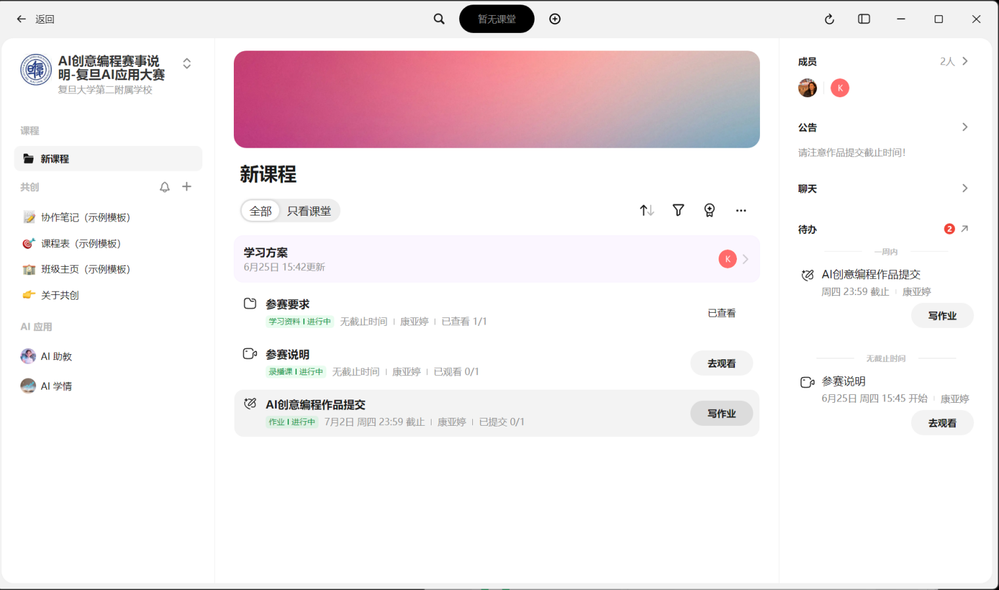 返回
暂无课堂
AI创意编程赛事说
明-复旦AI应用大赛
复旦大学第二附属学校
课程
新课程
共创
协作笔记（示例模板）
课程表（示例模板）
班级主页（示例模板）
关于共创
AI 应用
AI 助教
AI 学情
新课程
全部
只看课堂
学习方案
6月25日 15:42更新
K
参赛要求
学习资料 | 进行中 无截止时间 | 康亚婷 | 已查看 1/1
已查看
参赛说明
录播课 | 进行中 无截止时间 | 康亚婷 | 已观看 0/1
去观看
AI创意编程作品提交
作业 | 进行中 7月2日 周四 23:59 截止 | 康亚婷 | 已提交 0/1
写作业
成员
2人
K
公告
请注意作品提交截止时间!
聊天
待办
2
一周内
AI创意编程作品提交
周四 23:59 截止 | 康亚婷
写作业
无截止时间
参赛说明
6月25日 周四 15:45 开始 | 康亚婷
去观看